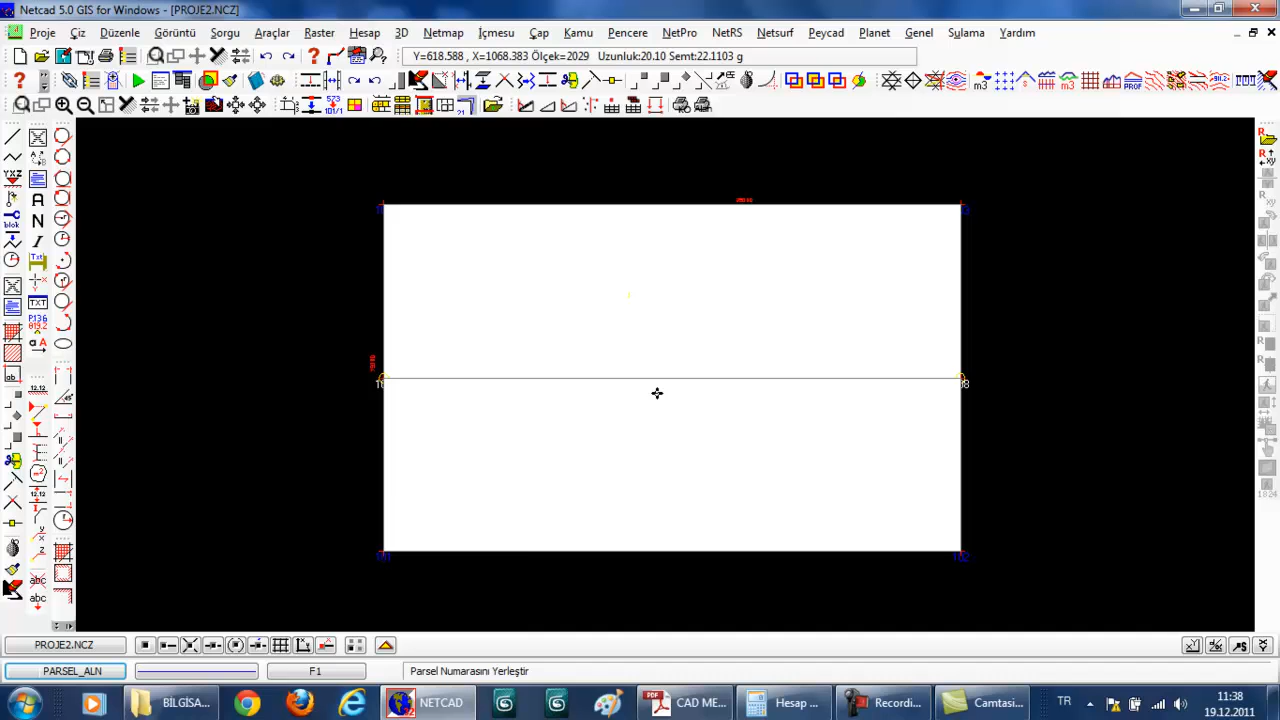 Netcad 5.0 GIS for Windows - [PROJE2.NCZ]
Proje Çiz Düzenle Görüntü Sorgu Araçlar Raster Hesap 3D Netmap İçmesu Çap Kamu Pencere NetPro NetRS Netsurf Peycad Planet Genel Sulama Yardım
Y=618.588 , X=1068.383 Ölçek=2029 Uzunluk:20.10 Semt:22.1103 g
PROJE2.NCZ
PARSEL_ALN
F1
Parsel Numarasını Yerleştir
BİLGİSA...
NETCAD
CAD ME...
Hesap ...
Recordi...
Camtasi...
TR
11:38
19.12.2011